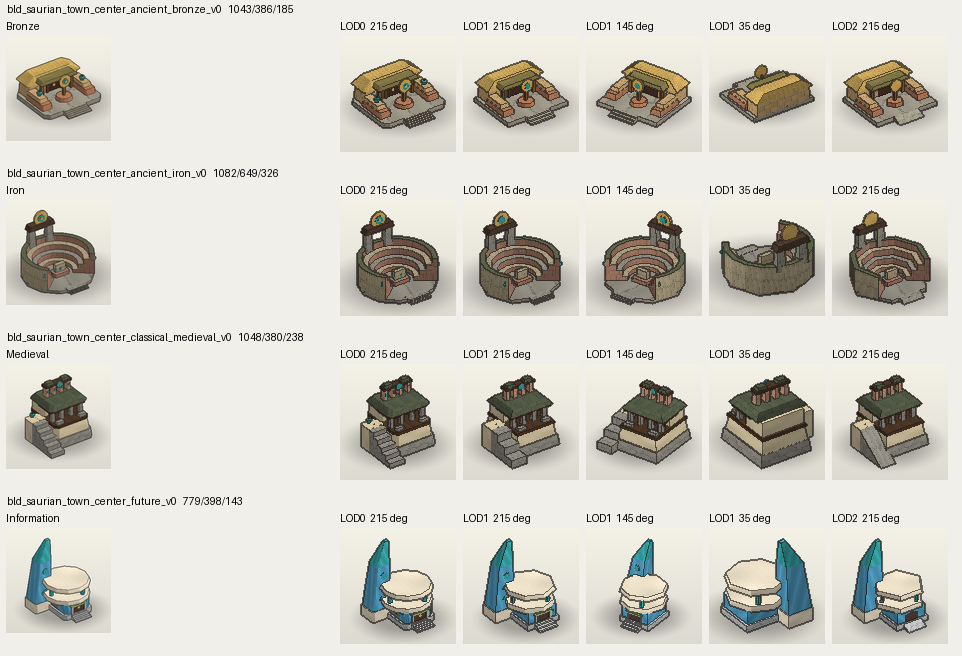 bld_saurian_town_center_ancient_bronze_v0 1043/386/185
Bronze LOD0 215 deg LOD1 215 deg LOD1 145 deg LOD1 35 deg LOD2 215 deg
bld_saurian_town_center_ancient_iron_v0 1082/649/326
Iron LOD0 215 deg LOD1 215 deg LOD1 145 deg LOD1 35 deg LOD2 215 deg
bld_saurian_town_center_classical_medieval_v0 1048/380/238
Medieval LOD0 215 deg LOD1 215 deg LOD1 145 deg LOD1 35 deg LOD2 215 deg
bld_saurian_town_center_future_v0 779/398/143
Information LOD0 215 deg LOD1 215 deg LOD1 145 deg LOD1 35 deg LOD2 215 deg